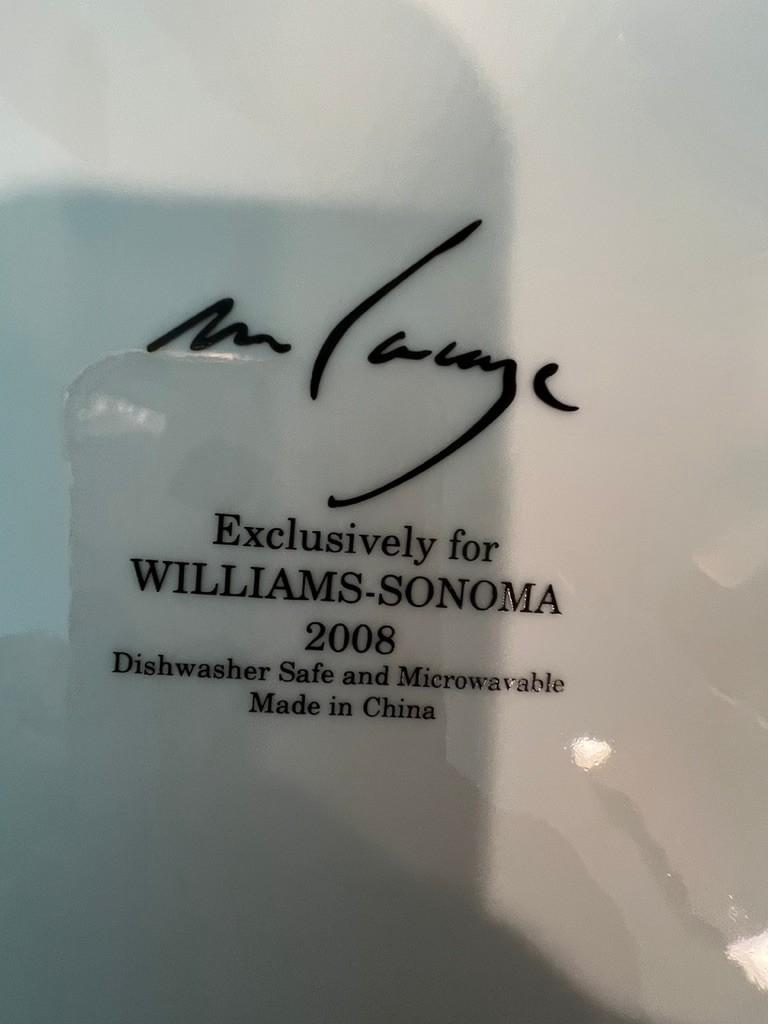 Exclusively for
WILLIAMS-SONOMA
2008
Dishwasher Safe and Microwavable
Made in China